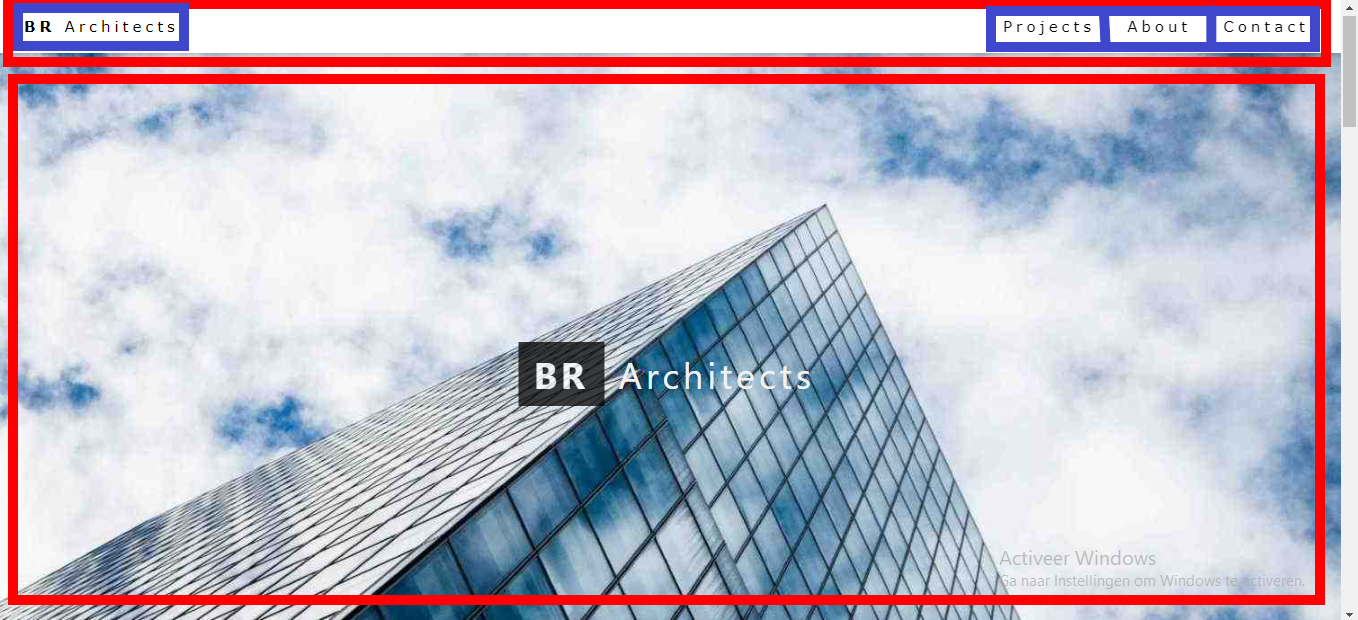 BR Architects
Projects About Contact
BR Architects
Activeer Windows
Ga naar Instellingen om Windows te activeren.